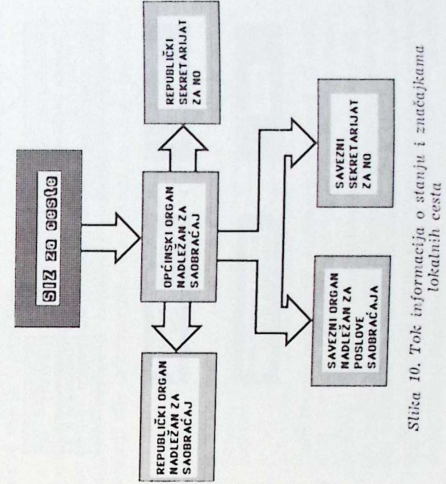 SIZ za ceste
REPUBLIČKI ORGAN
NADLEŽAN ZA
SAOBRAĆAJ
OPĆINSKI ORGAN
NADLEŽAN ZA
SAOBRAĆAJ
REPUBLIČKI
SEKRETARIJAT
ZA NO
SAVEZNI ORGAN
NADLEŽAN ZA
POSLOVE
SAOBRAĆAJA
SAVEZNI
SEKRETARIJAT
ZA NO
Slika 10. Tok informacija o stanju i značajkama
lokalnih cesta